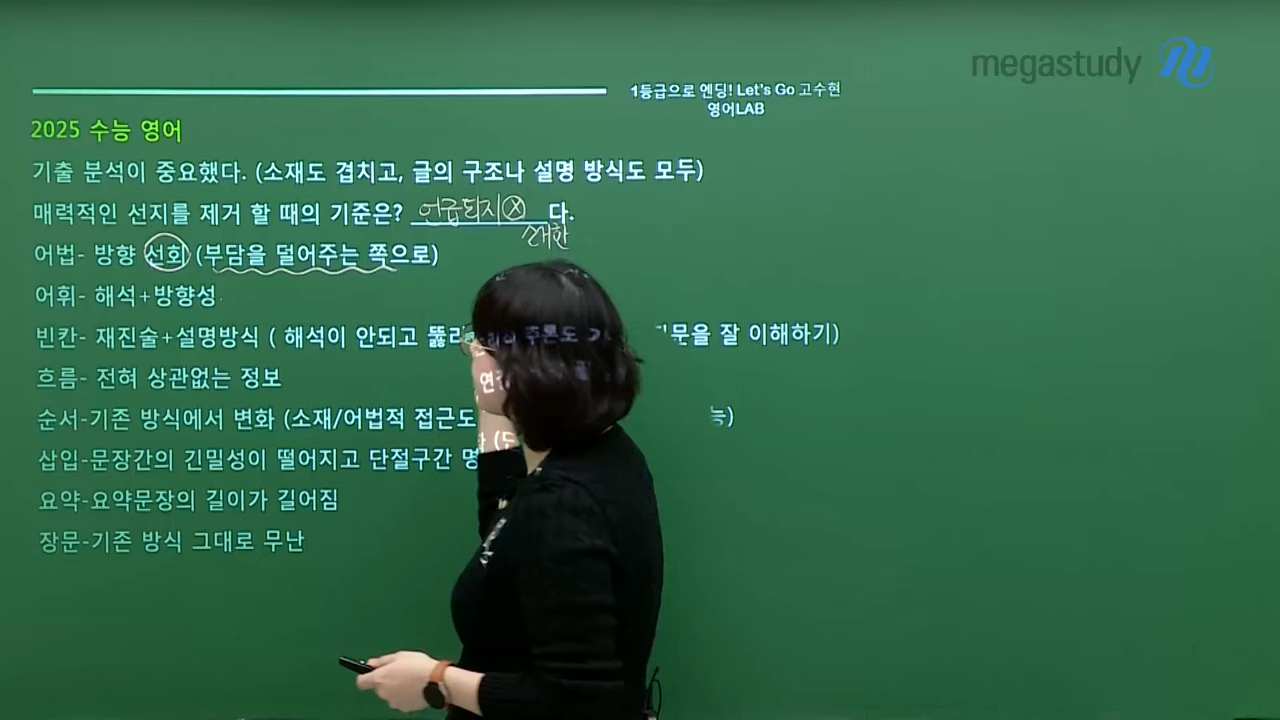 megastudy
1등급으로 엔딩! Let's Go 고수현
영어LAB
2025 수능 영어
기출 분석이 중요했다. (소재도 겹치고, 글의 구조나 설명 방식도 모두)
매력적인 선지를 제거 할 때의 기준은? 언급되지ⓧ 다.
어법- 방향 선회 (부담을 덜어주는 쪽으로)
어휘- 해석+방향성
빈칸- 재진술+설명방식 ( 해석이 안되고 추론도 잘 이해하기)
흐름- 전혀 상관없는 정보
순서-기존 방식에서 변화 (소재/어법적 접근도 능)
삽입-문장간의 긴밀성이 떨어지고 단절구간
요약-요약문장의 길이가 길어짐
장문-기존 방식 그대로 무난